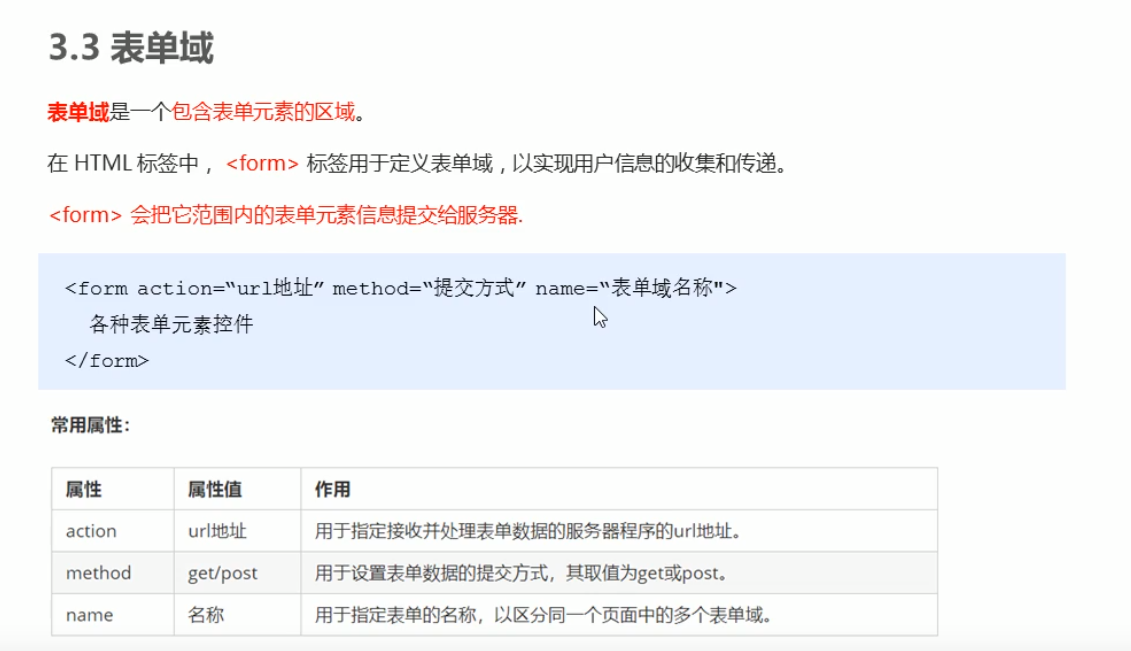 3.3 表单域
表单域是一个包含表单元素的区域。
在 HTML 标签中，<form> 标签用于定义表单域，以实现用户信息的收集和传递。
<form> 会把它范围内的表单元素信息提交给服务器.
<form action=“url地址” method=“提交方式” name=“表单域名称">
各种表单元素控件
</form>
常用属性：
属性 属性值 作用
action url地址 用于指定接收并处理表单数据的服务器程序的url地址。
method get/post 用于设置表单数据的提交方式，其取值为get或post。
name 名称 用于指定表单的名称，以区分同一个页面中的多个表单域。